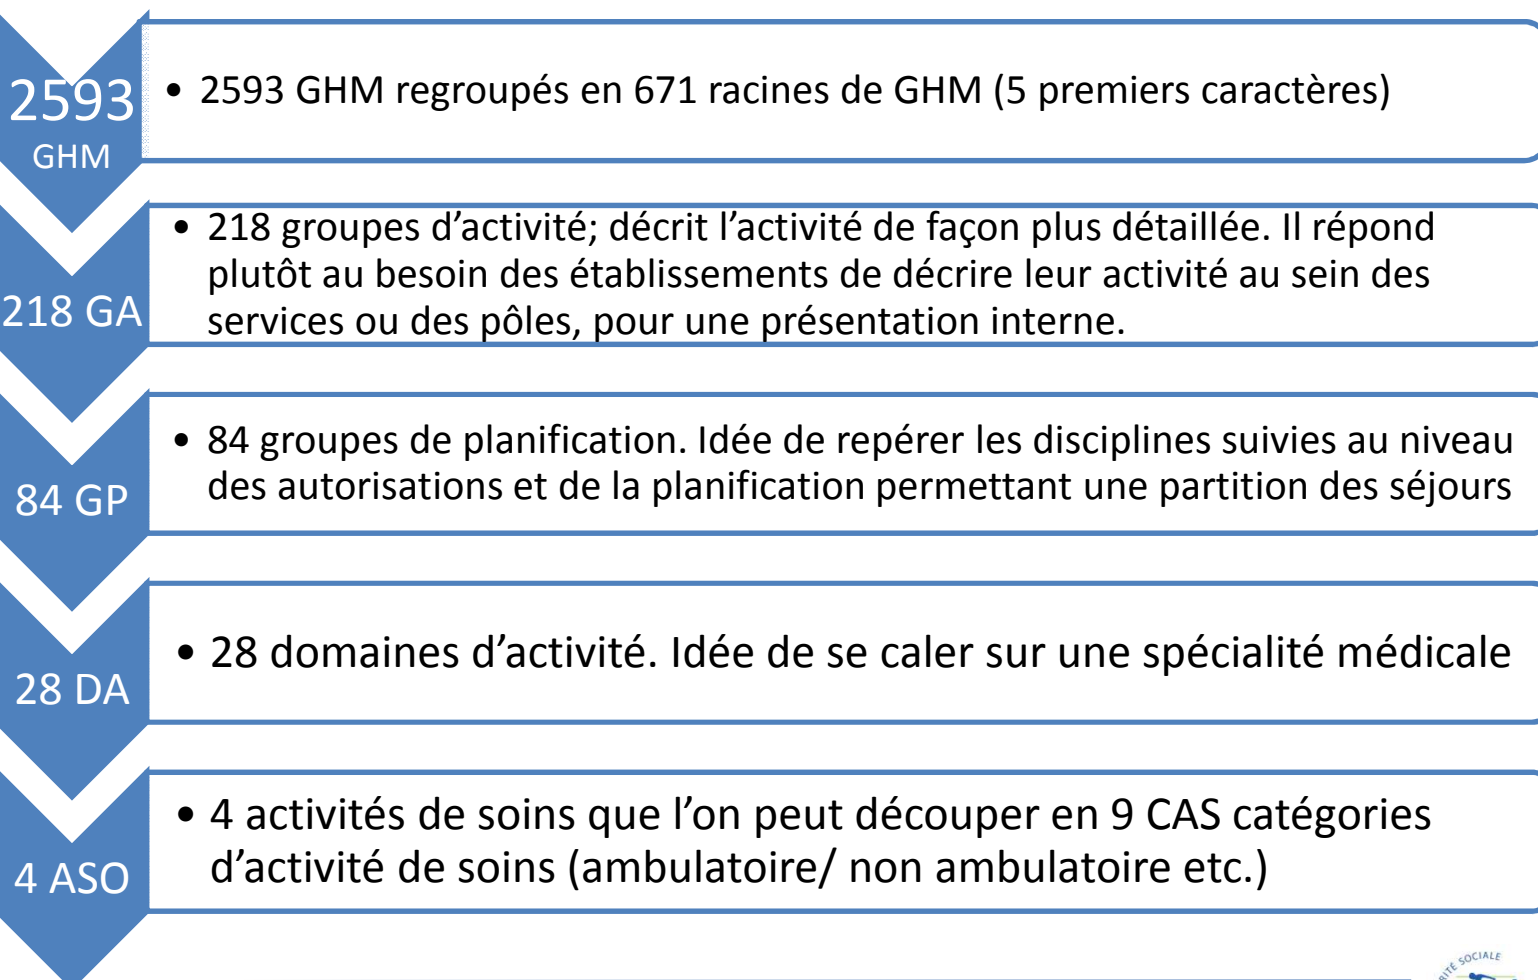 2593
GHM
• 2593 GHM regroupés en 671 racines de GHM (5 premiers caractères)
218 GA
• 218 groupes d’activité; décrit l’activité de façon plus détaillée. Il répond
plutôt au besoin des établissements de décrire leur activité au sein des
services ou des pôles, pour une présentation interne.
84 GP
• 84 groupes de planification. Idée de repérer les disciplines suivies au niveau
des autorisations et de la planification permettant une partition des séjours
28 DA
• 28 domaines d’activité. Idée de se caler sur une spécialité médicale
4 ASO
• 4 activités de soins que l’on peut découper en 9 CAS catégories
d’activité de soins (ambulatoire/ non ambulatoire etc.)
SOCIALE